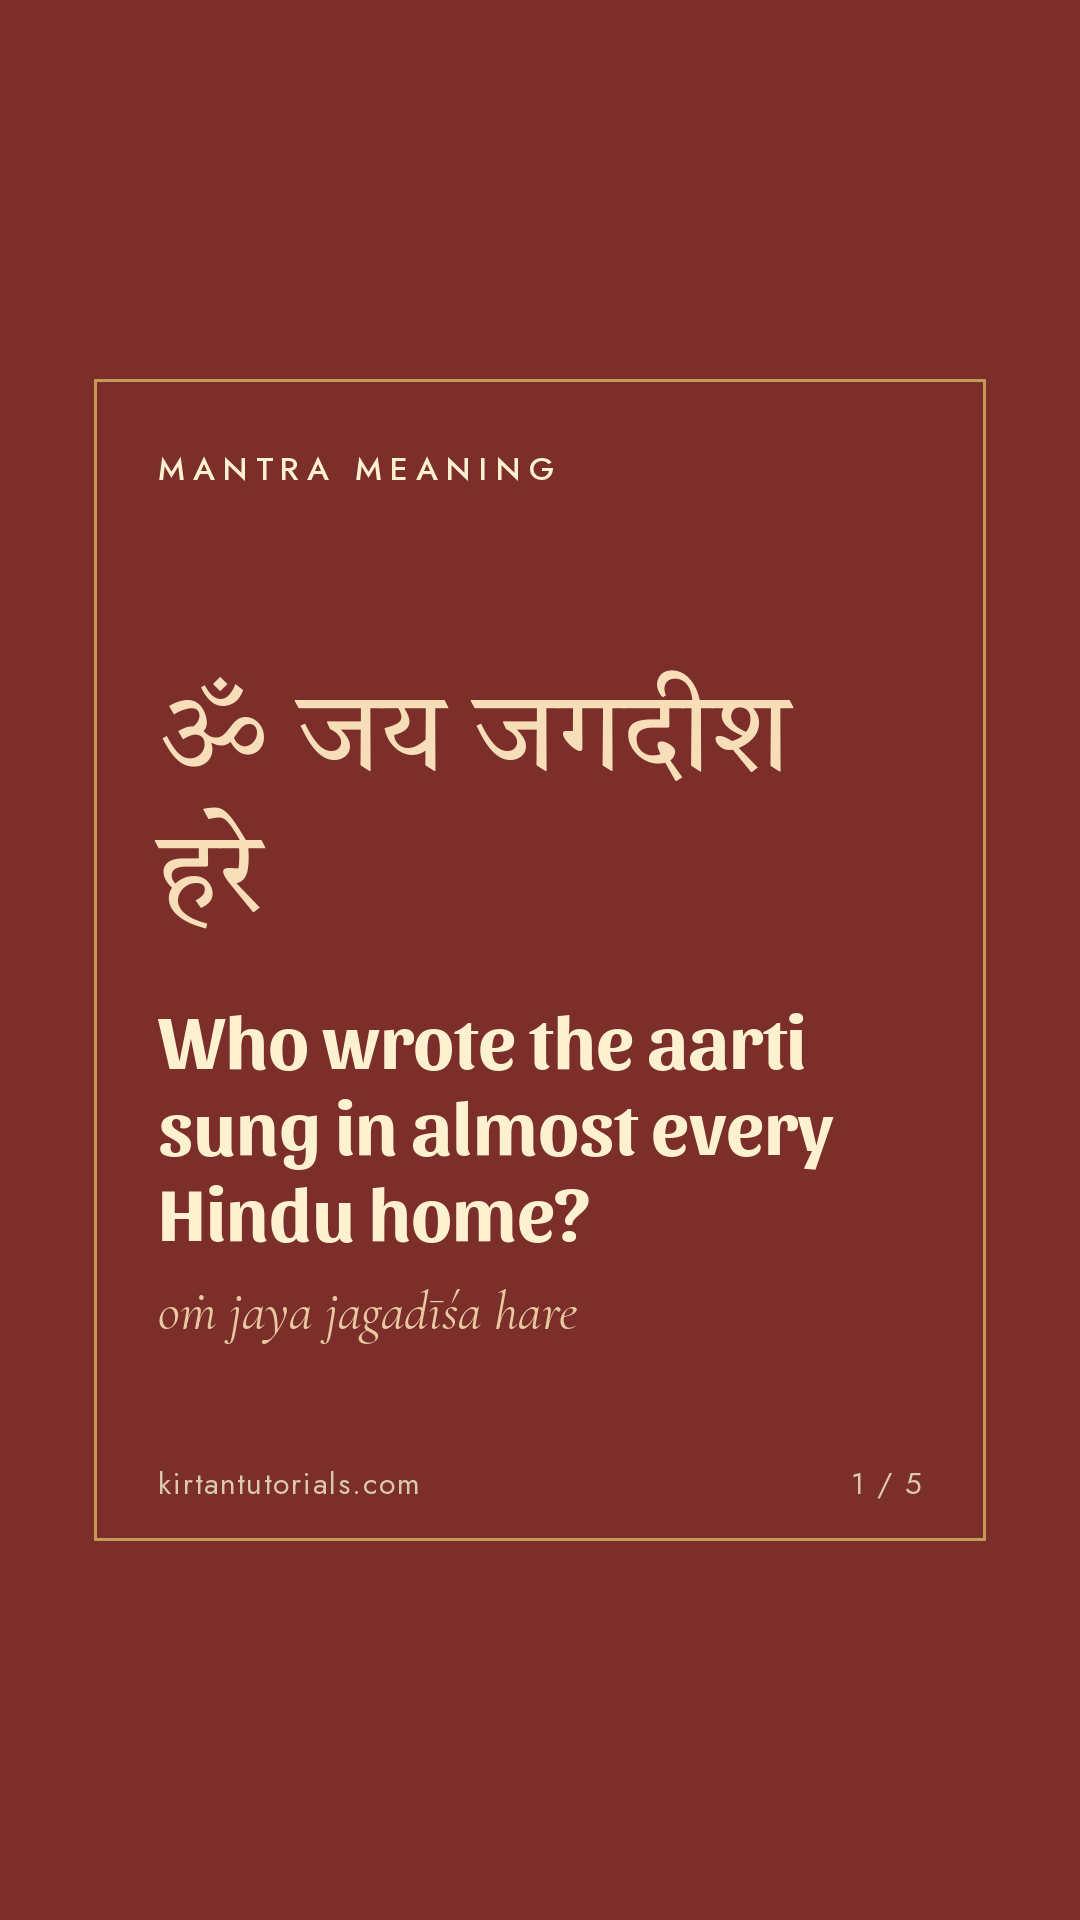 MANTRA MEANING
ॐ जय जगदीश
हरे
Who wrote the aarti
sung in almost every
Hindu home?
oṁ jaya jagadīśa hare
kirtantutorials.com
1 / 5